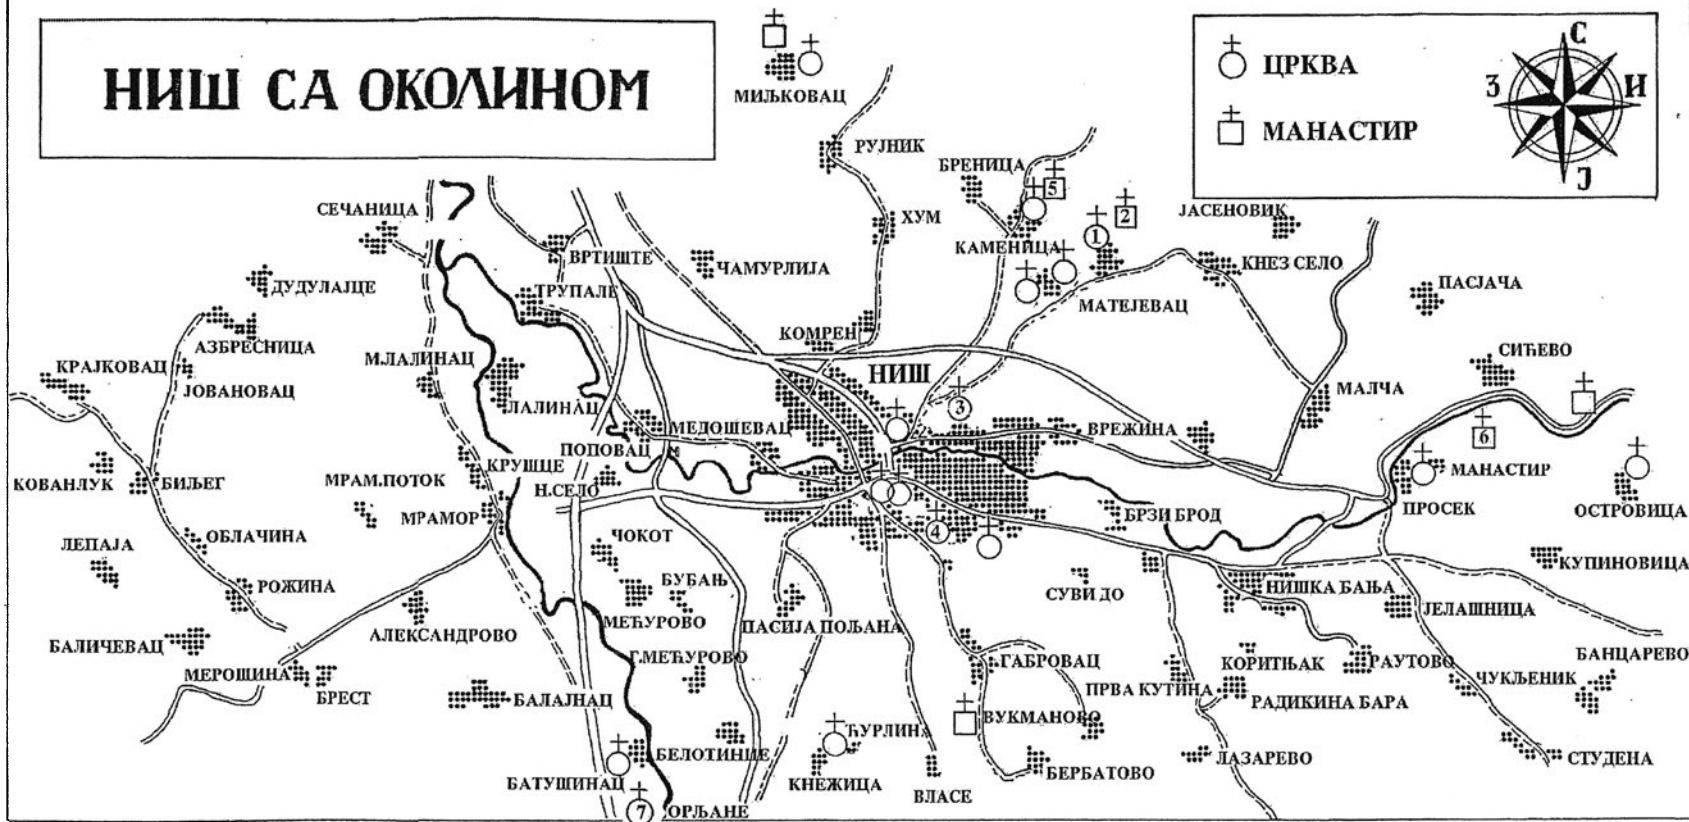 НИШ СА ОКОЛИНОМ
ЦРКВА
МАНАСТИР
С
З
И
Ј
МИЉКОВАЦ
РУЈНИК
БРЕНИЦА
5
2
СЕЧАНИЦА
ХУМ
ЈАСЕНОВИК
1
КАМЕНИЦА
ВРТИШТЕ
ЧАМУРЛИЈА
КНЕЗ СЕЛО
ДУДУЛАЈЦЕ
ТРУПАЛЕ
ПАСЈАЧА
МАТЕЈЕВАЦ
КОМРЕН
АЗБРЕСНИЦА
КРАЈКОВАЦ
М.ЛАЛИНАЦ
СИЋЕВО
НИШ
ЈОВАНОВАЦ
МАЛЧА
ЛАЛИНАЦ
3
МЕДОШЕВАЦ
ВРЕЖИНА
6
ПОПОВАЦ
КРУШЦЕ
МАНАСТИР
КОВАНЛУК
БИЉЕГ
МРАМ.ПОТОК
Н.СЕЛО
ПРОСЕК
ОСТРОВИЦА
МРАМОР
БРЗИ БРОД
4
ЧОКОТ
ОБЛАЧИНА
ЛЕПАЈА
КУПИНОВИЦА
БУБАЊ
РОЖИНА
НИШКА БАЊА
СУВИ ДО
ЈЕЛАШНИЦА
МЕЋУРОВО
ПАСИЈА ПОЉАНА
АЛЕКСАНДРОВО
БАЛИЧЕВАЦ
БАНЦАРЕВО
Г.МЕЋУРОВО
ГАБРОВАЦ
КОРИТЊАК
РАУТОВО
МЕРОШИНА
ЧУКЉЕНИК
ПРВА КУТИНА
БРЕСТ
БАЛАЈНАЦ
РАДИКИНА БАРА
ВУКМАНОВО
ЋУРЛИНА
БЕЛОТИНЦЕ
ЛАЗАРЕВО
СТУДЕНА
БЕРБАТОВО
БАТУШИНАЦ
КНЕЖИЦА
ВЛАСЕ
7
ОРЉАНЕ